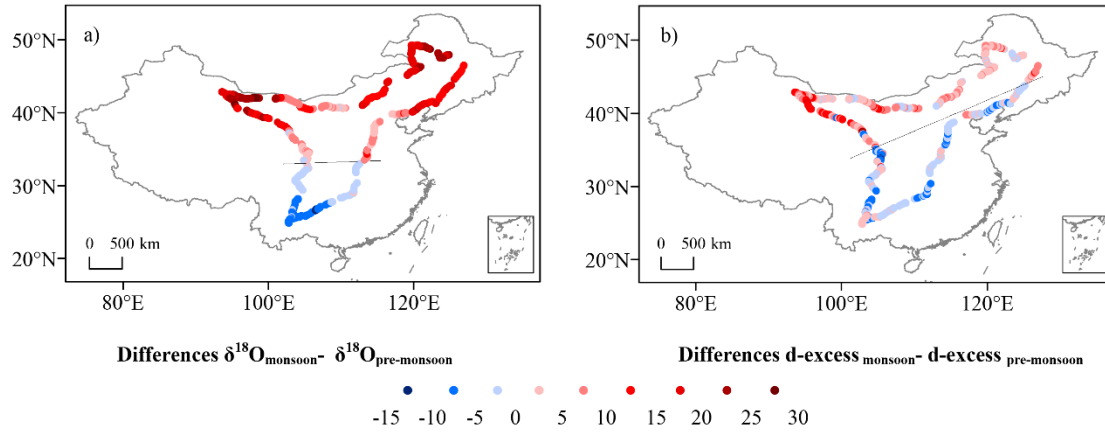 a)
50°N
40°N
30°N
20°N
0 500 km
80°E 100°E 120°E
b)
50°N
40°N
30°N
20°N
0 500 km
80°E 100°E 120°E
Differences δ¹⁸Omonsoon- δ¹⁸Opre-monsoon
Differences d-excess monsoon- d-excess pre-monsoon
-15 -10 -5 0 5 10 15 20 25 30